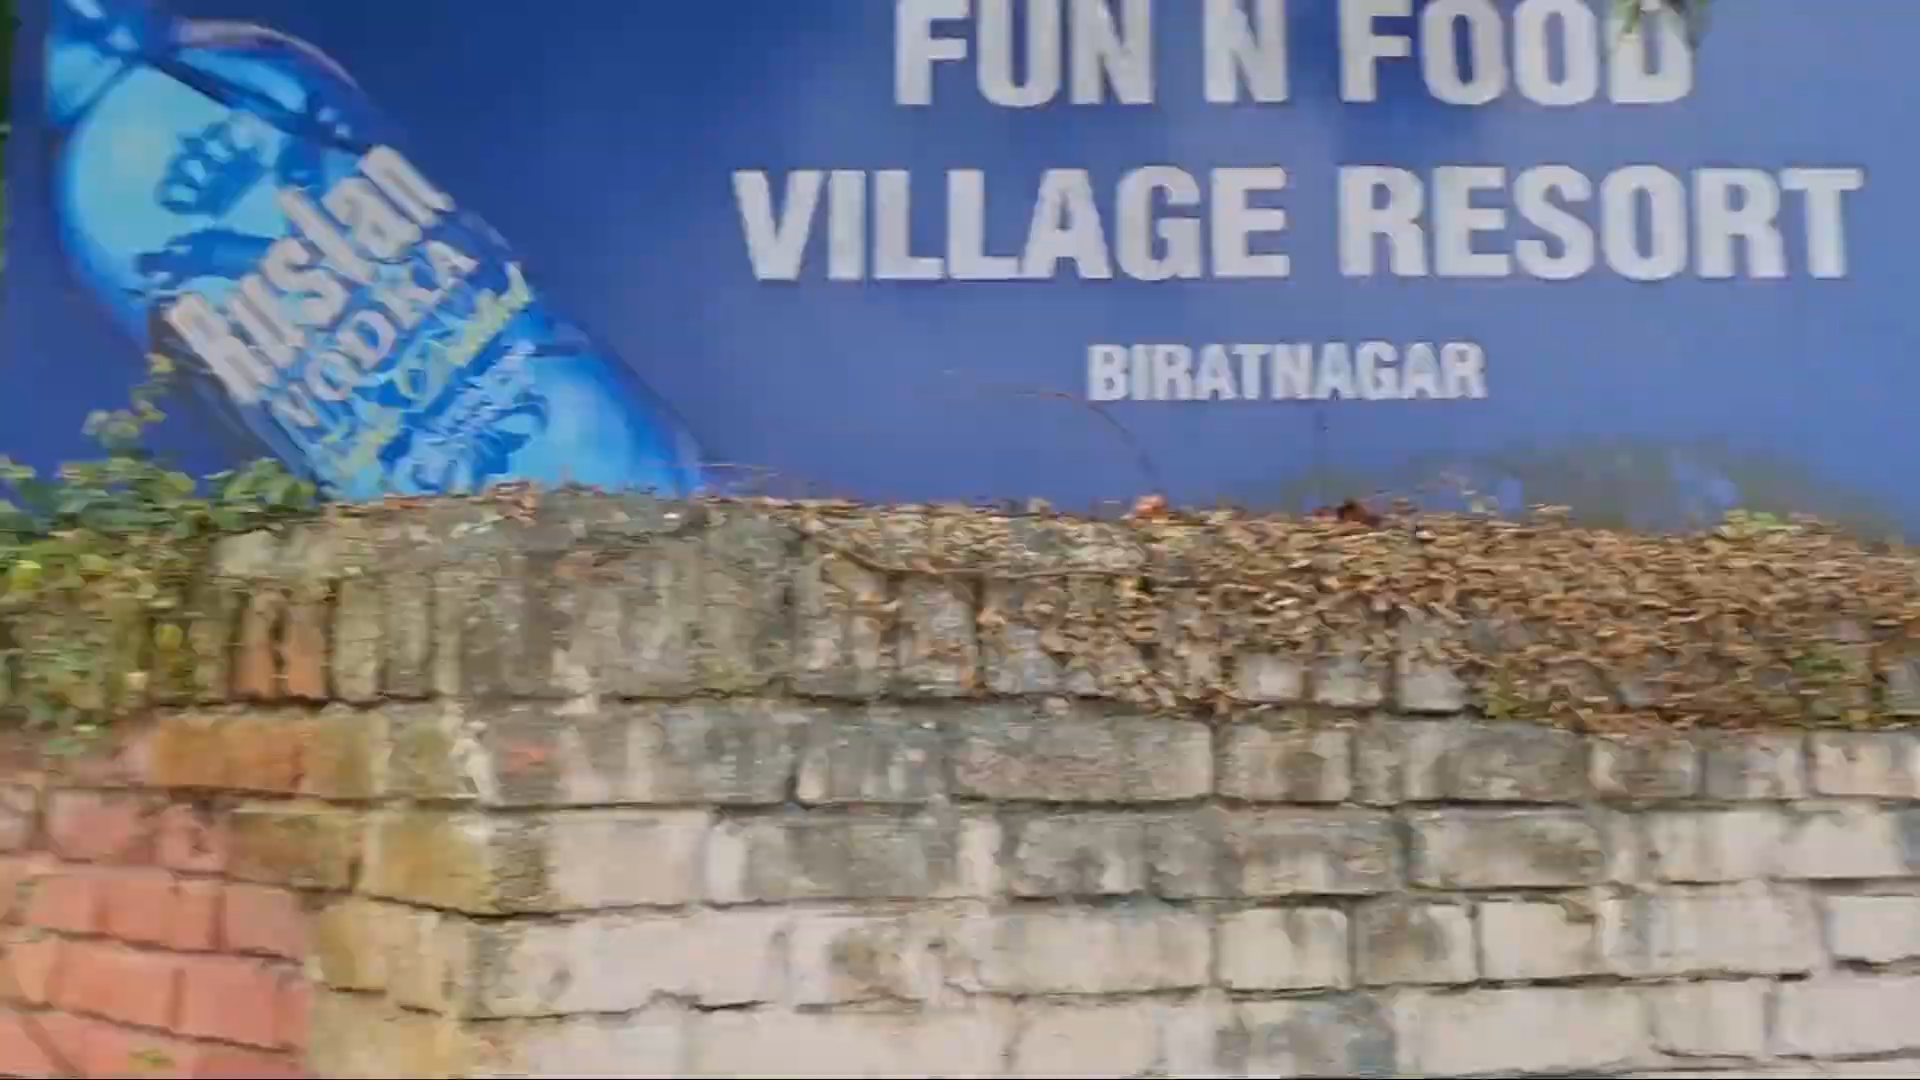 FUN N FOOD
VILLAGE RESORT
BIRATNAGAR
Ruslan
VODKA